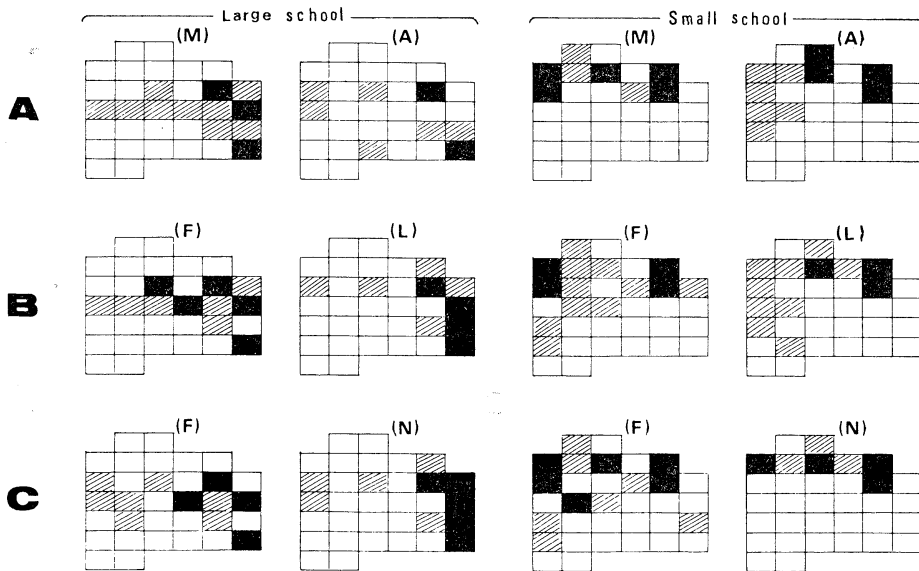 Large school Small school
(M) (A) (M) (A)
A
(F) (L) (F) (L)
B
(F) (N) (F) (N)
C